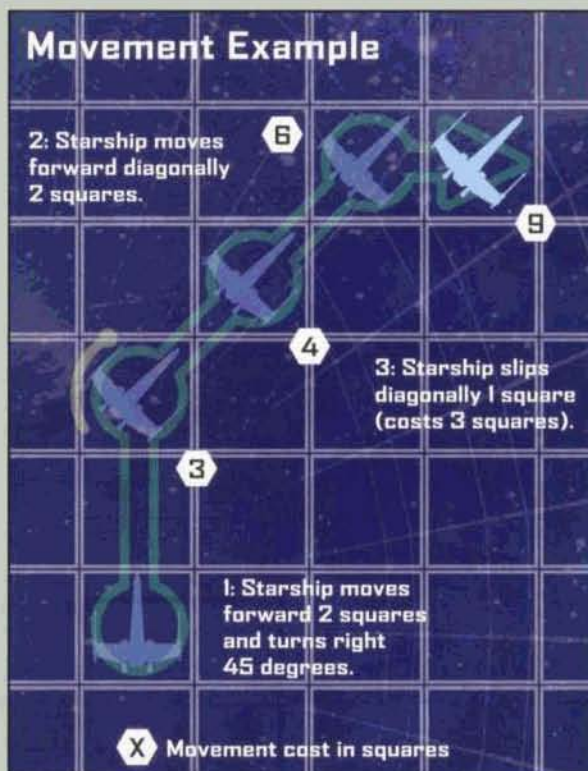 Movement Example
2: Starship moves
forward diagonally
2 squares.
6
9
4
3: Starship slips
diagonally 1 square
(costs 3 squares).
3
1: Starship moves
forward 2 squares
and turns right
45 degrees.
X Movement cost in squares